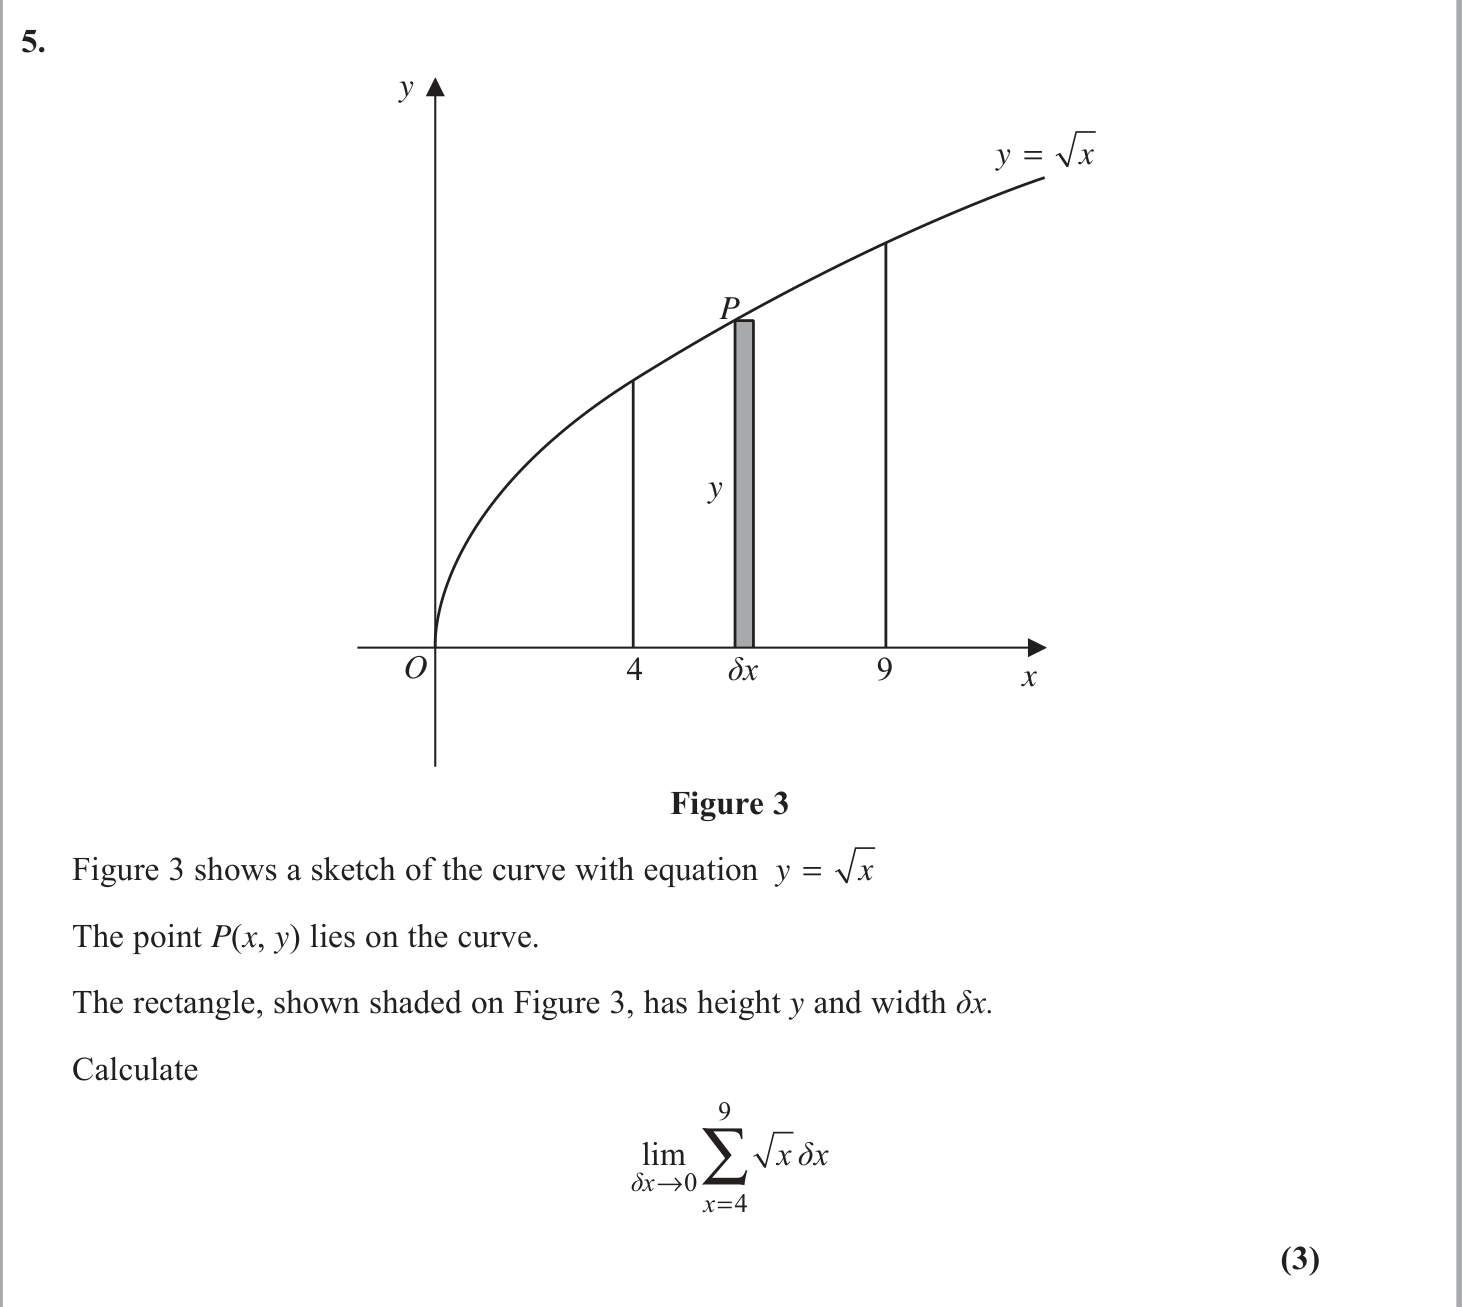 5.
y
y = √x
P
y
O
4
δx
9
x
Figure 3
Figure 3 shows a sketch of the curve with equation y = √x
The point P(x, y) lies on the curve.
The rectangle, shown shaded on Figure 3, has height y and width δx.
Calculate
9
lim ∑ √x δx
δx→0
x=4
(3)